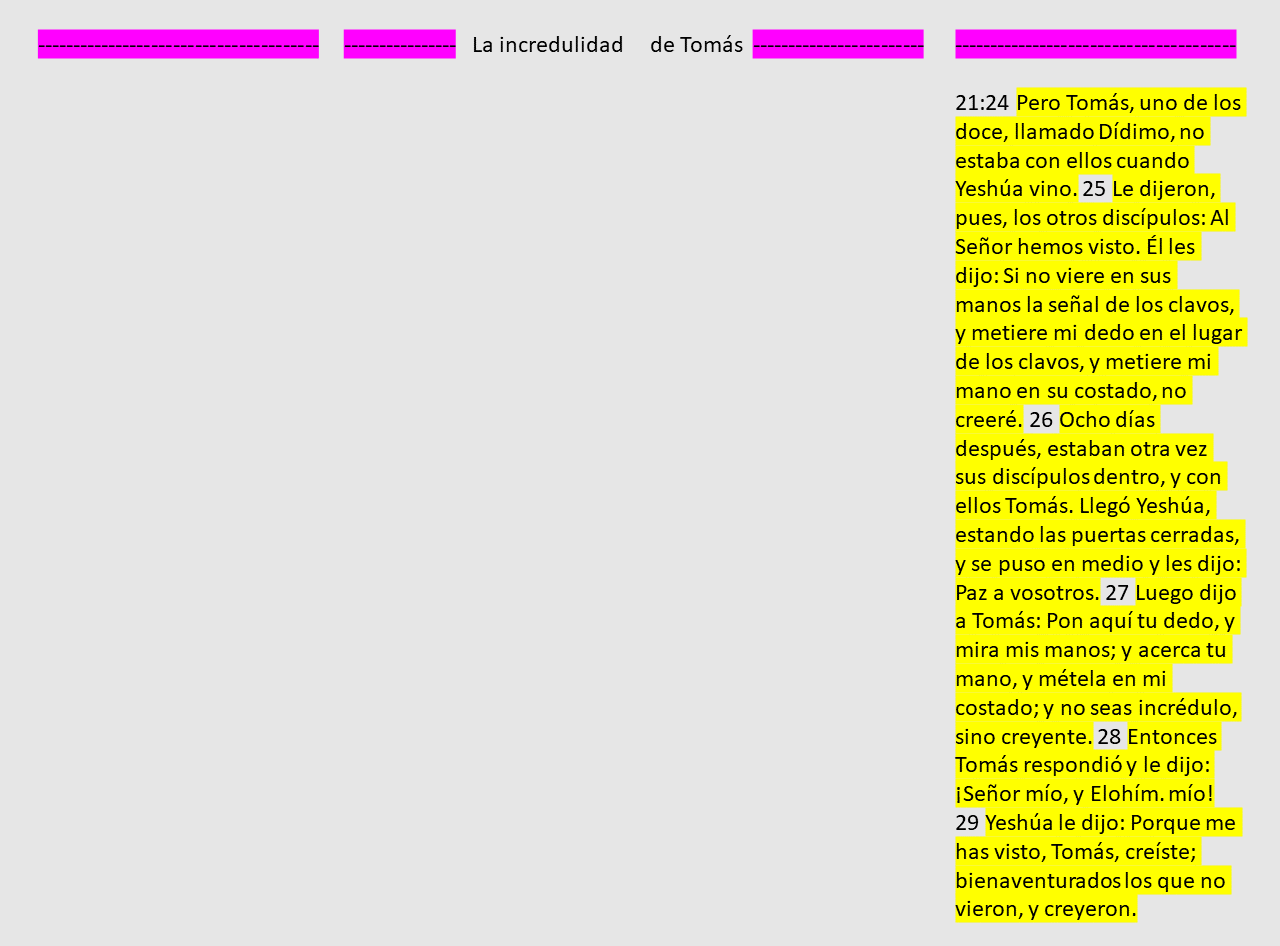 ---------------------------------------- ---------------- La incredulidad de Tomás ------------------------ ----------------------------------------
21:24 Pero Tomás, uno de los
doce, llamado Dídimo, no
estaba con ellos cuando
Yeshúa vino. 25 Le dijeron,
pues, los otros discípulos: Al
Señor hemos visto. Él les
dijo: Si no viere en sus
manos la señal de los clavos,
y metiere mi dedo en el lugar
de los clavos, y metiere mi
mano en su costado, no
creeré. 26 Ocho días
después, estaban otra vez
sus discípulos dentro, y con
ellos Tomás. Llegó Yeshúa,
estando las puertas cerradas,
y se puso en medio y les dijo:
Paz a vosotros. 27 Luego dijo
a Tomás: Pon aquí tu dedo, y
mira mis manos; y acerca tu
mano, y métela en mi
costado; y no seas incrédulo,
sino creyente. 28 Entonces
Tomás respondió y le dijo:
¡Señor mío, y Elohím. mío!
29 Yeshúa le dijo: Porque me
has visto, Tomás, creíste;
bienaventurados los que no
vieron, y creyeron.